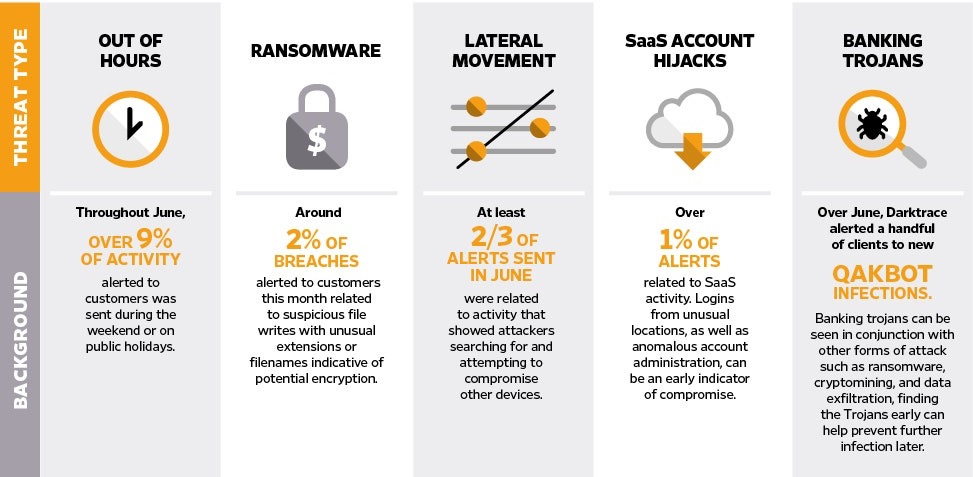 THREAT TYPE
OUT OF
HOURS
RANSOMWARE
$
LATERAL
MOVEMENT
SaaS ACCOUNT
HIJACKS
BANKING
TROJANS
BACKGROUND
Throughout June,
OVER 9%
OF ACTIVITY
alerted to
customers was
sent during the
weekend or on
public holidays.
Around
2% OF
BREACHES
alerted to customers
this month related
to suspicious file
writes with unusual
extensions or
filenames indicative of
potential encryption.
At least
2/3 OF
ALERTS SENT
IN JUNE
were related
to activity that
showed attackers
searching for and
attempting to
compromise
other devices.
Over
1% OF
ALERTS
related to SaaS
activity. Logins
from unusual
locations, as well as
anomalous account
administration, can
be an early indicator
of compromise.
Over June, Darktrace
alerted a handful
of clients to new
QAKBOT
INFECTIONS.
Banking trojans can be
seen in conjunction with
other forms of attack
such as ransomware,
cryptomining, and data
exfiltration, finding
the Trojans early can
help prevent further
infection later.